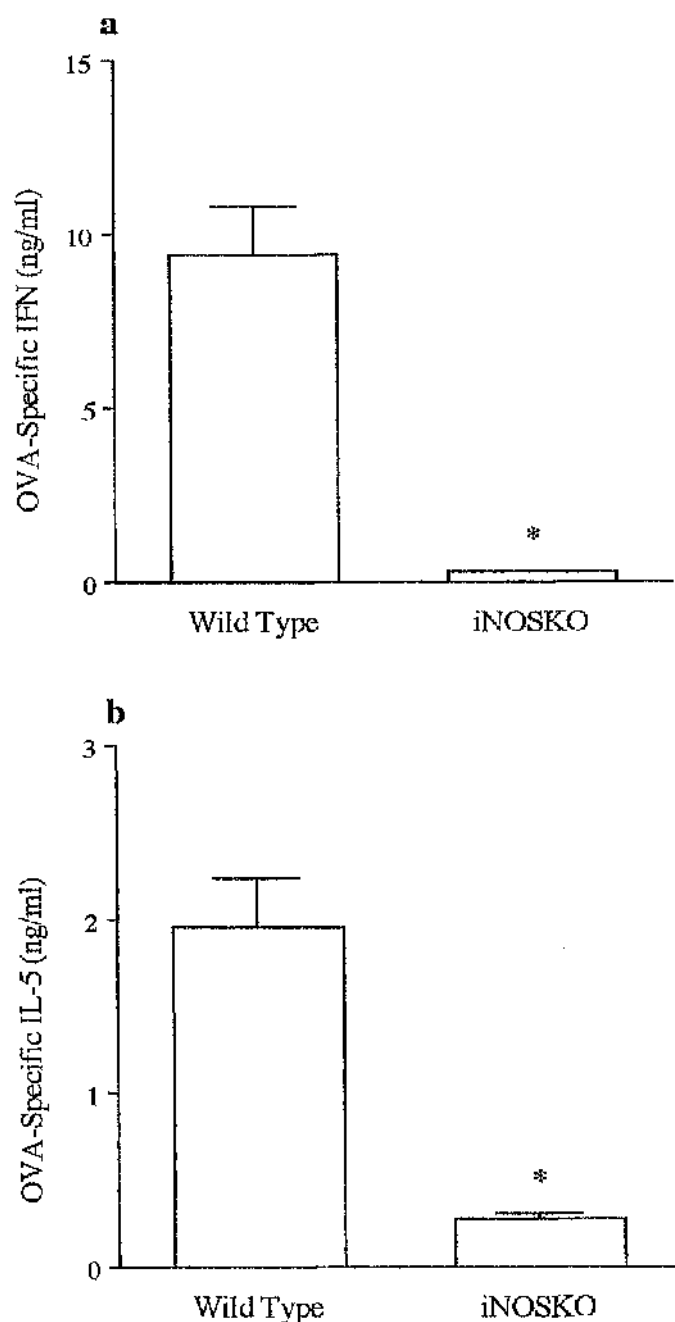 a
15
10
5
0
OVA-Specific IFN (ng/ml)
*
Wild Type iNOSKO
b
3
2
1
0
OVA-Specific IL-5 (ng/ml)
*
Wild Type iNOSKO